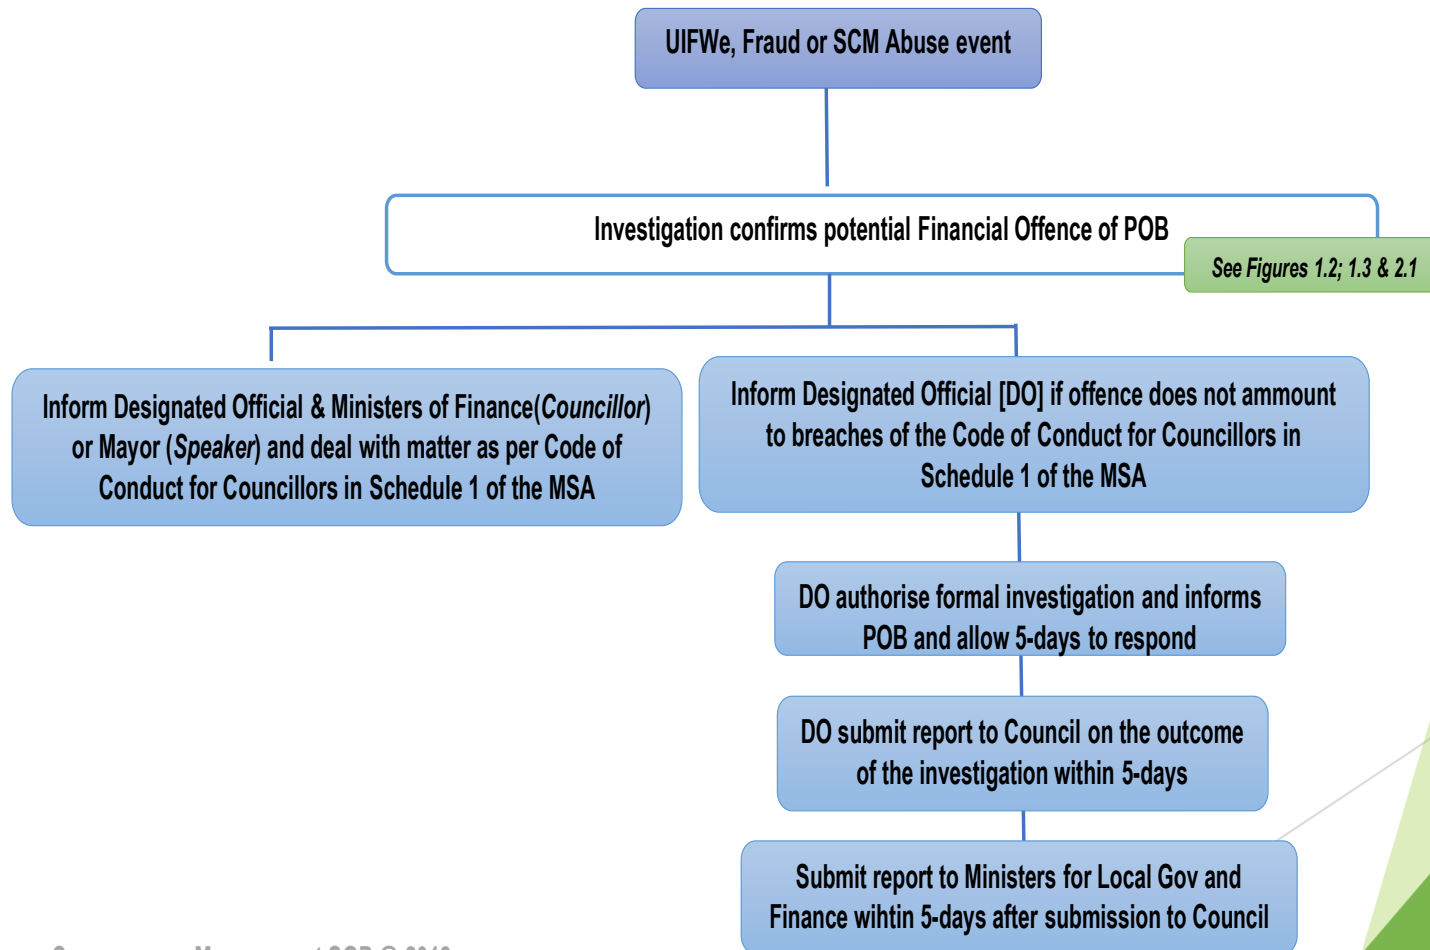 UIFWe, Fraud or SCM Abuse event
Investigation confirms potential Financial Offence of POB
See Figures 1.2; 1.3 & 2.1
Inform Designated Official & Ministers of Finance(Councillor)
or Mayor (Speaker) and deal with matter as per Code of
Conduct for Councillors in Schedule 1 of the MSA
Inform Designated Official [DO] if offence does not ammount
to breaches of the Code of Conduct for Councillors in
Schedule 1 of the MSA
DO authorise formal investigation and informs
POB and allow 5-days to respond
DO submit report to Council on the outcome
of the investigation within 5-days
Submit report to Ministers for Local Gov and
Finance wihtin 5-days after submission to Council